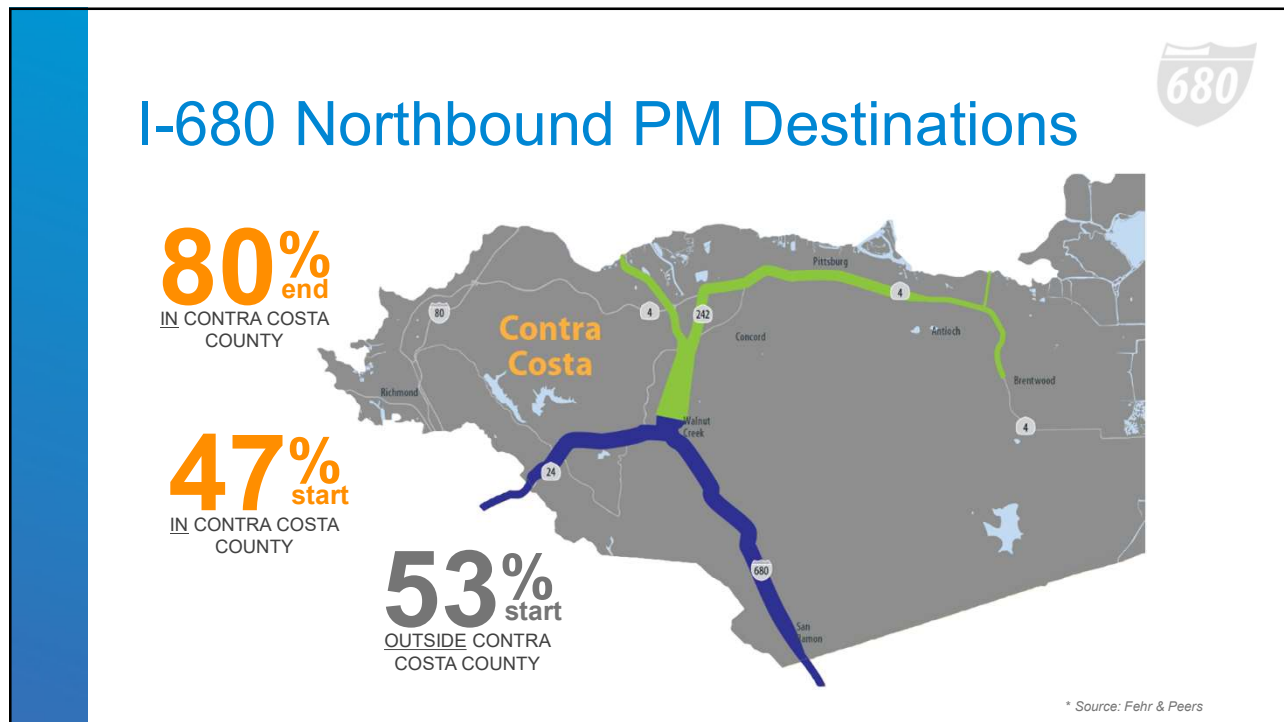 680
I-680 Northbound PM Destinations
80%
end
IN CONTRA COSTA
COUNTY
47%
start
IN CONTRA COSTA
COUNTY
53%
start
OUTSIDE CONTRA
COSTA COUNTY
Contra
Costa
80
Richmond
4
242
Pittsburg
4
Concord
Antioch
Brentwood
4
Walnut
Creek
24
680
San
Ramon
* Source: Fehr & Peers